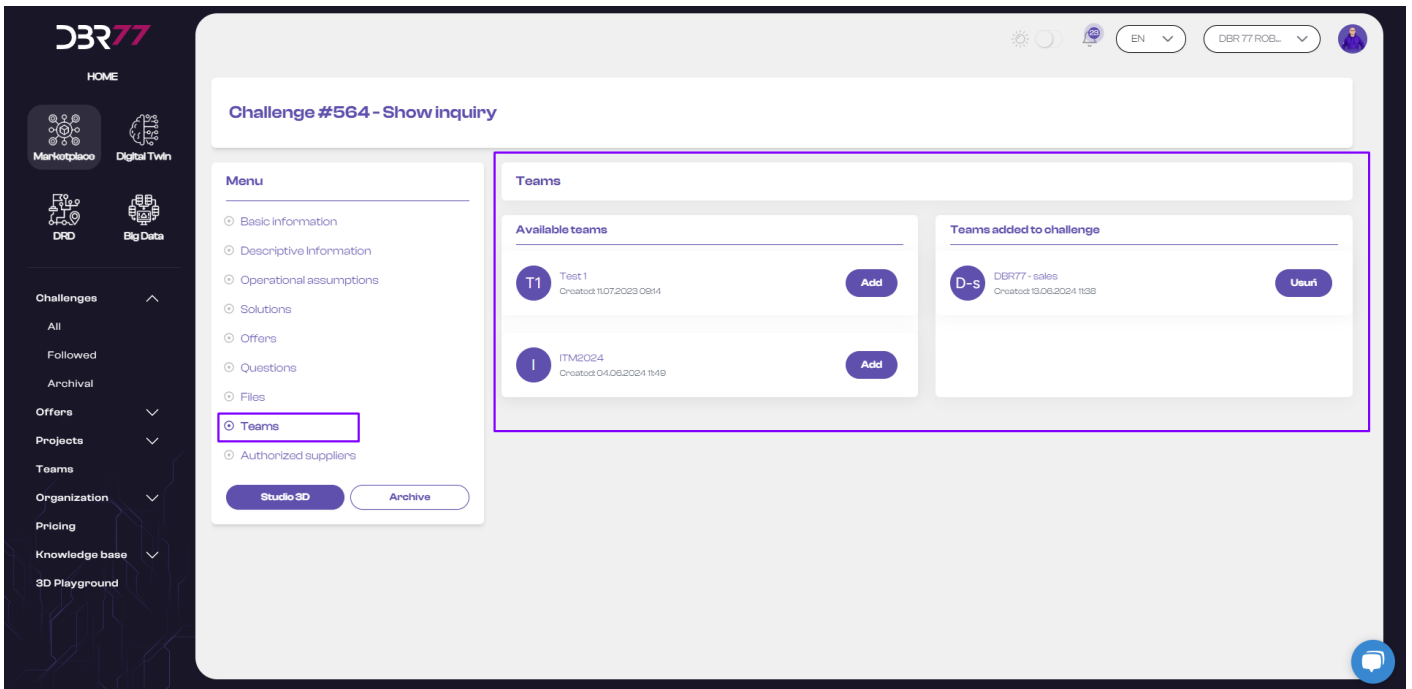 DBR77
HOME
Marketplace
Digital Twin
DRD
Big Data
Challenges
All
Followed
Archival
Offers
Projects
Teams
Organization
Pricing
Knowledge base
3D Playground
28
EN
DBR 77 ROB...
Challenge #564 - Show inquiry
Menu
Basic information
Descriptive Information
Operational assumptions
Solutions
Offers
Questions
Files
Teams
Authorized suppliers
Studio 3D
Archive
Teams
Available teams
T1
Test 1
Created: 11.07.2023 09:14
Add
I
ITM2024
Created: 04.06.2024 11:49
Add
Teams added to challenge
D-s
DBR77 - sales
Created: 13.06.2024 11:38
Usuń